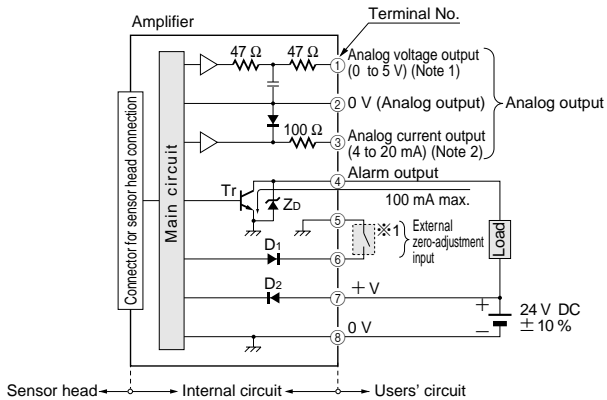 Terminal No.
Amplifier
47 Ω
47 Ω
1
Analog voltage output
(0 to 5 V) (Note 1)
2
0 V (Analog output)
Analog output
100 Ω
3
Analog current output
(4 to 20 mA) (Note 2)
Connector for sensor head connection
Main circuit
4
Alarm output
Tr
ZD
100 mA max.
5
※1
External
zero-adjustment
input
Load
D1
6
D2
7
+ V
+
24 V DC
± 10 %
−
8
0 V
Sensor head
Internal circuit
Users' circuit